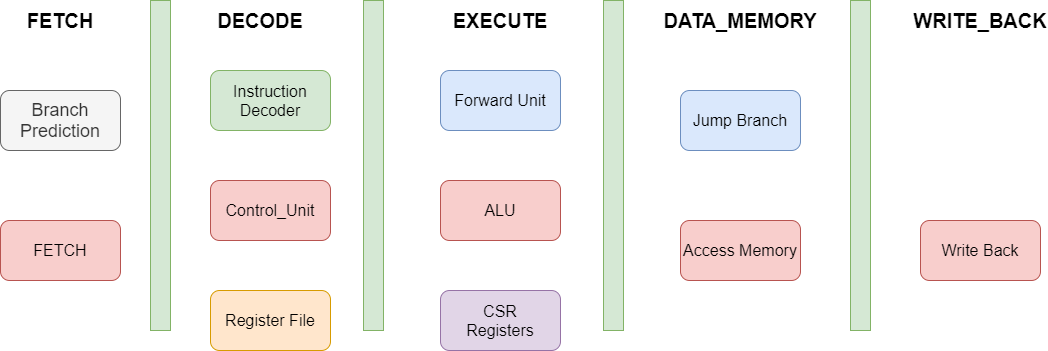 FETCH
DECODE
EXECUTE
DATA_MEMORY
WRITE_BACK
Branch
Prediction
FETCH
Instruction
Decoder
Control_Unit
Register File
Forward Unit
ALU
CSR
Registers
Jump Branch
Access Memory
Write Back